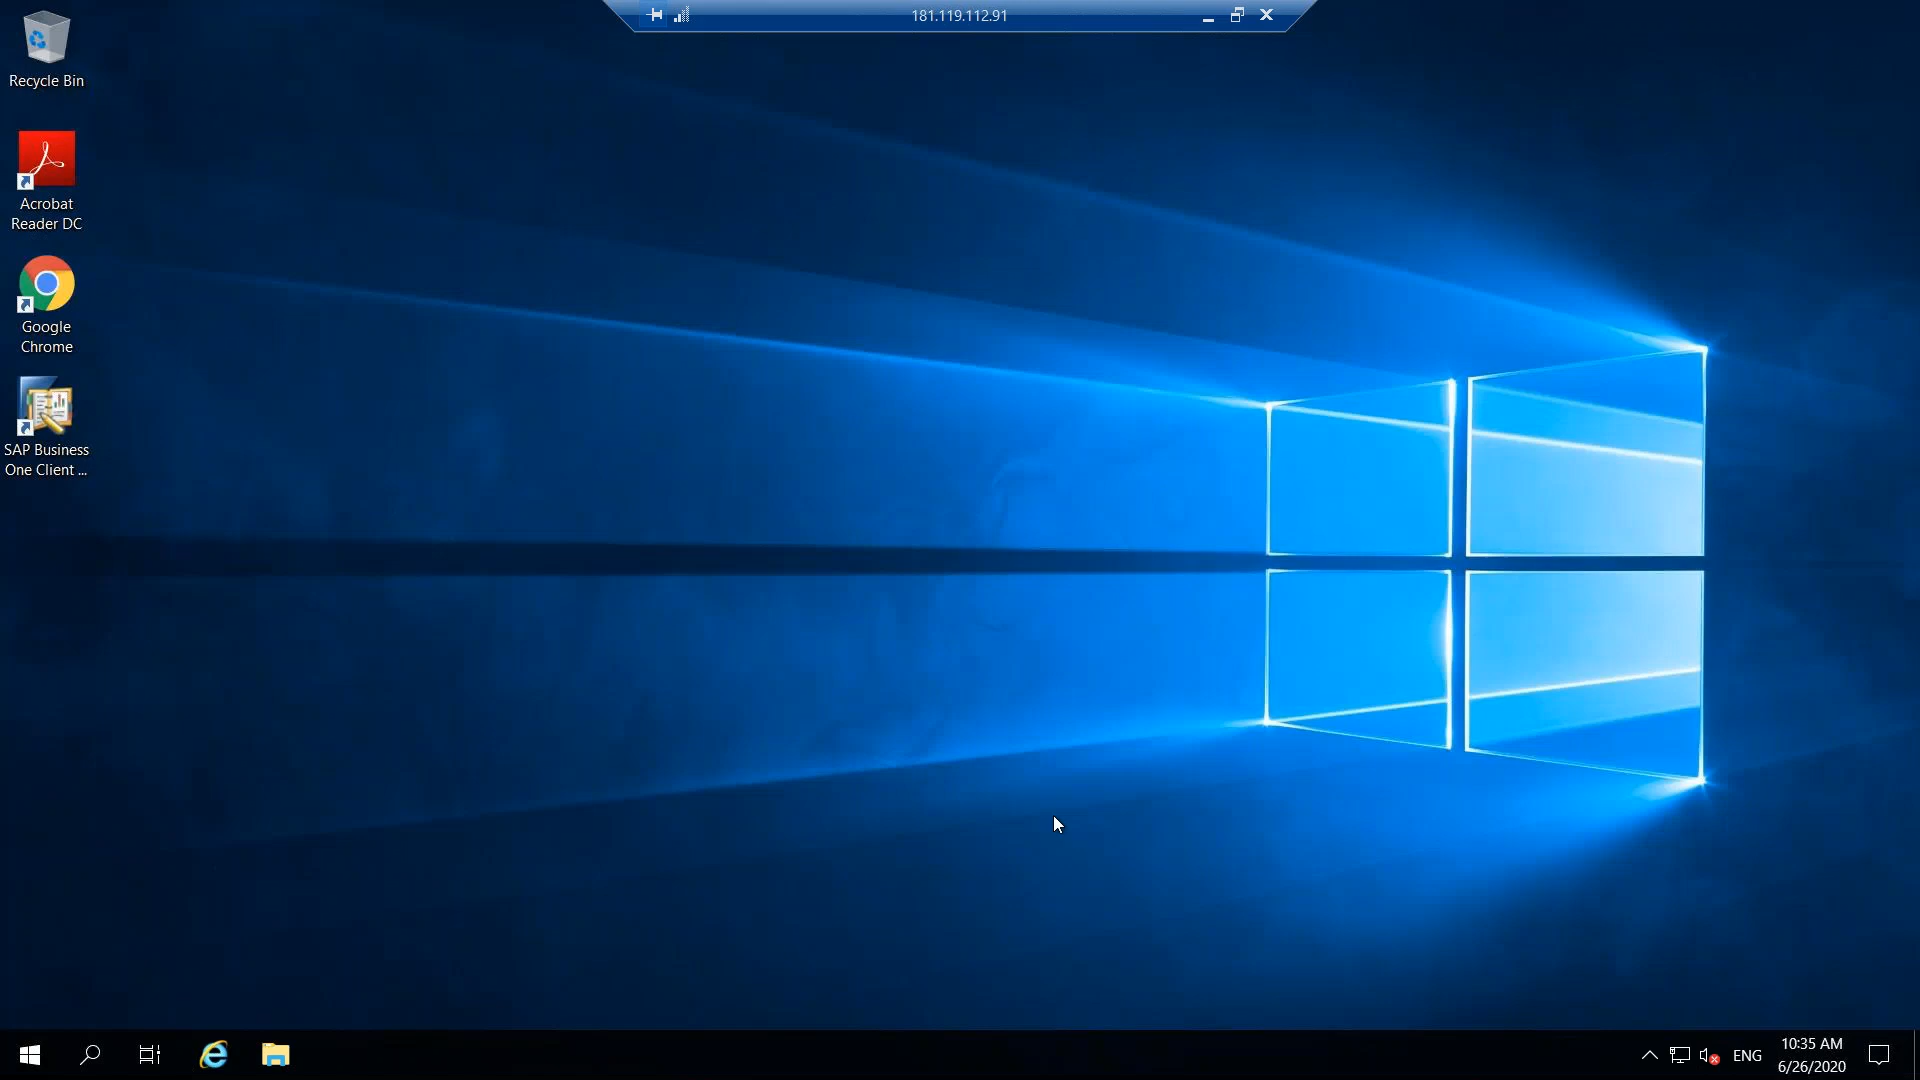 181.119.112.91
Recycle Bin
Acrobat
Reader DC
Google
Chrome
SAP Business
One Client ...
ENG
10:35 AM
6/26/2020